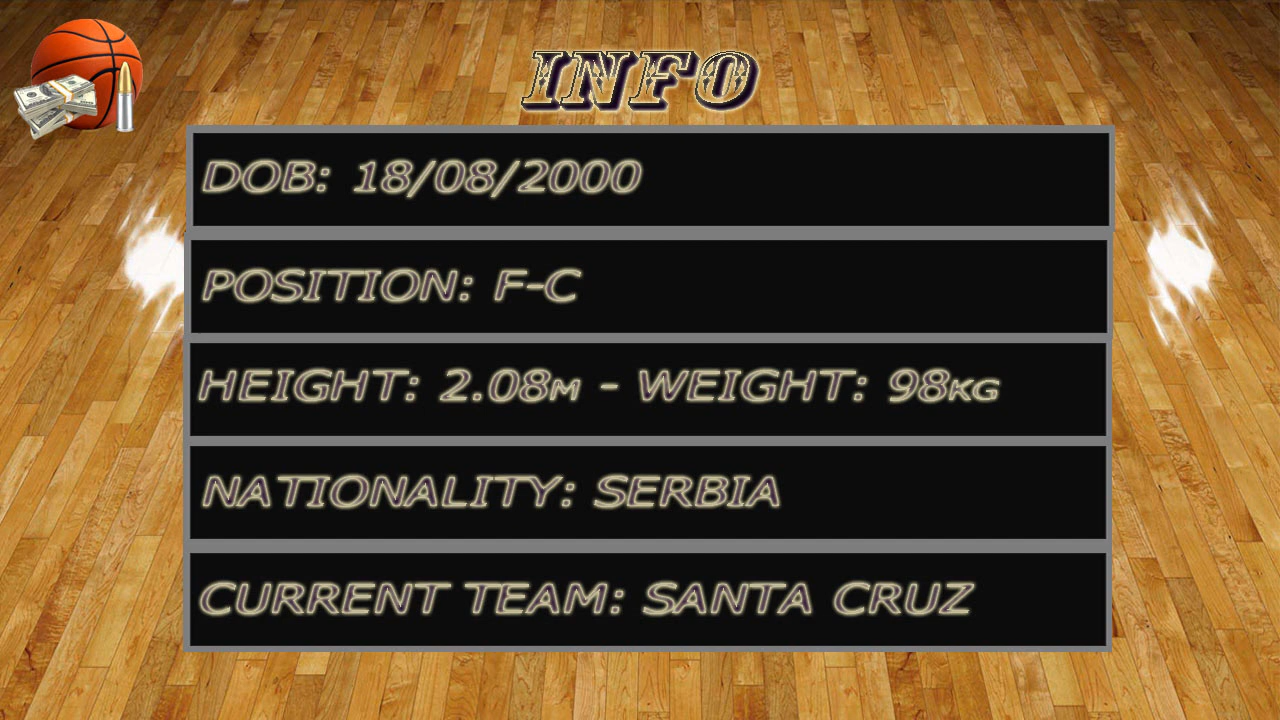 INFO
DOB: 18/08/2000
POSITION: F-C
HEIGHT: 2.08M - WEIGHT: 98KG
NATIONALITY: SERBIA
CURRENT TEAM: SANTA CRUZ